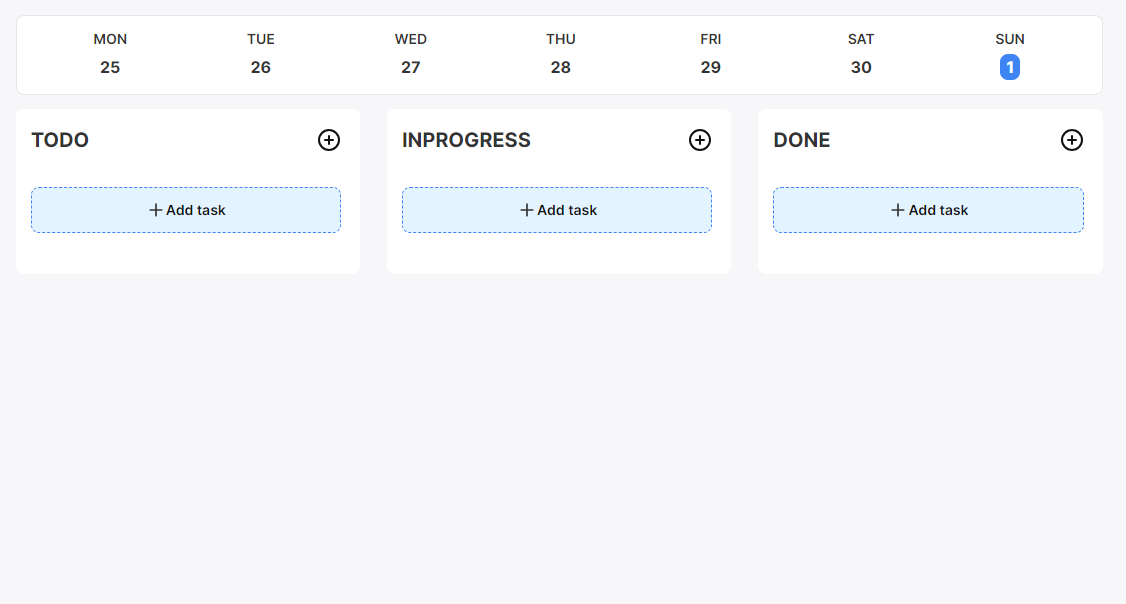 MON TUE WED THU FRI SAT SUN
25 26 27 28 29 30 1
TODO INPROGRESS DONE
Add task Add task Add task